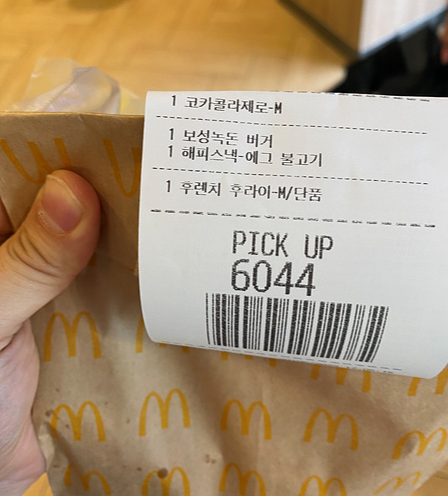 1 코카콜라제로-M
1 보성녹돈 버거
1 해피스낵-에그 불고기
1 후렌치 후라이-M/단품
PICK UP
6044